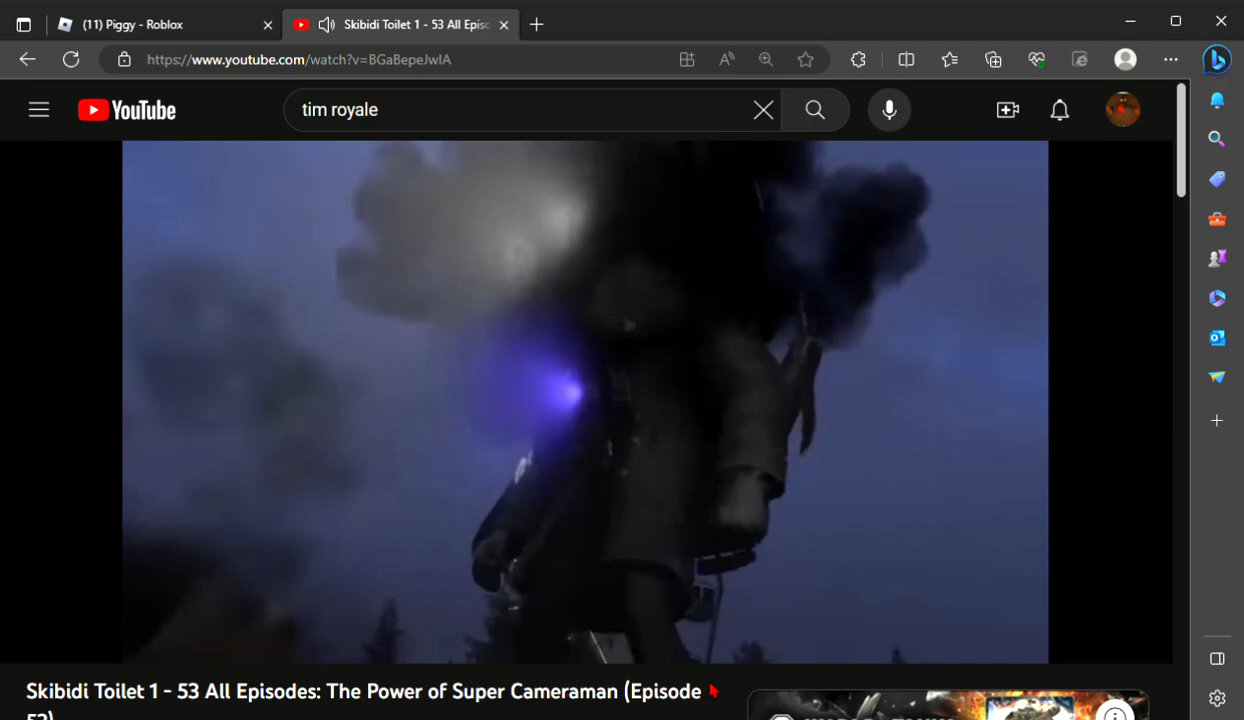 (11) Piggy - Roblox
Skibidi Toilet 1 - 53 All Episo
https://www.youtube.com/watch?v=BGaBepeJwIA
YouTube
tim royale
Skibidi Toilet 1 - 53 All Episodes: The Power of Super Cameraman (Episode